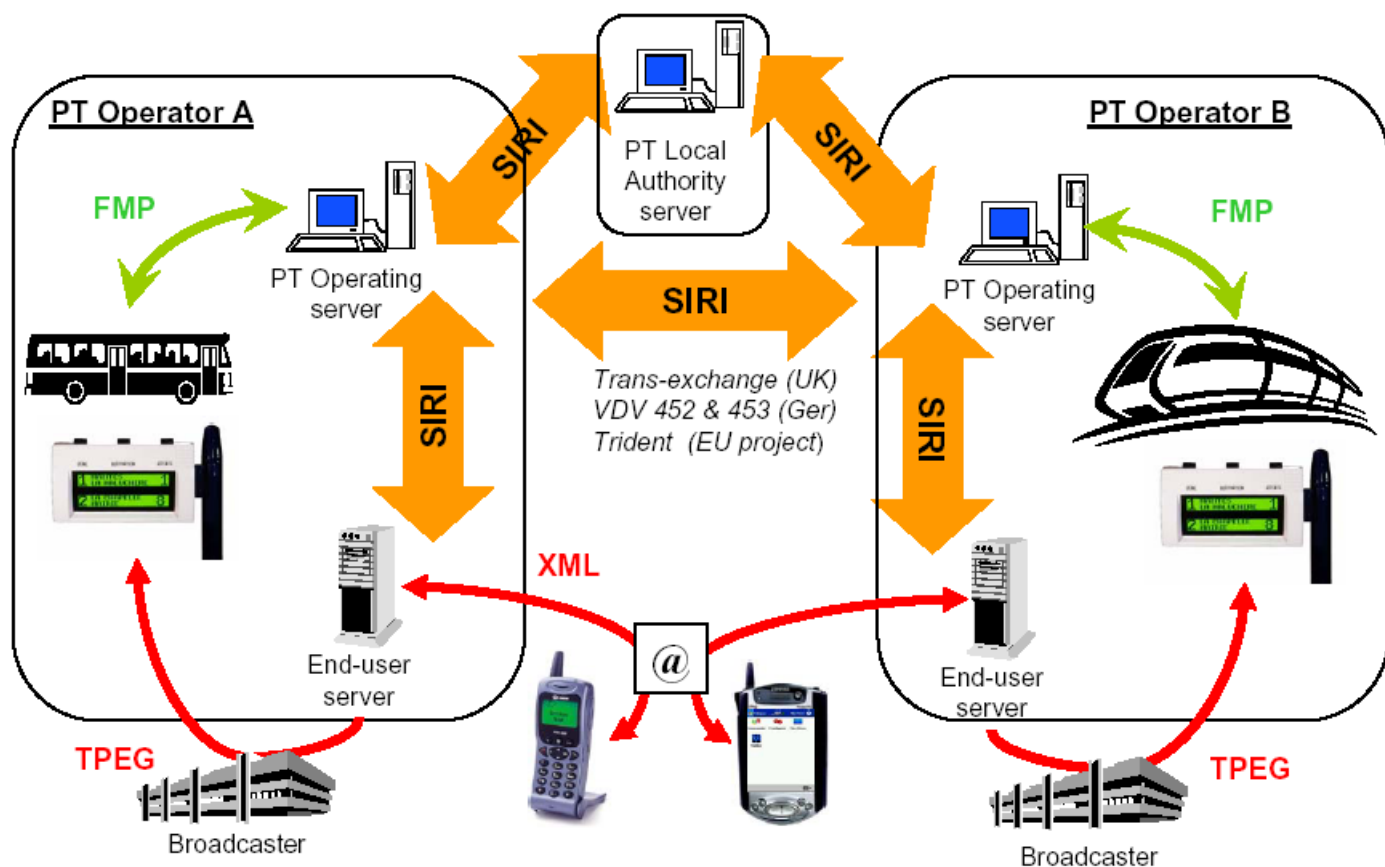 PT Operator A
PT Operator B
PT Local
Authority
server
SIRI
SIRI
FMP
FMP
PT Operating
server
PT Operating
server
SIRI
Trans-exchange (UK)
VDV 452 & 453 (Ger)
Trident (EU project)
SIRI
SIRI
XML
@
End-user
server
End-user
server
TPEG
TPEG
Broadcaster
Broadcaster